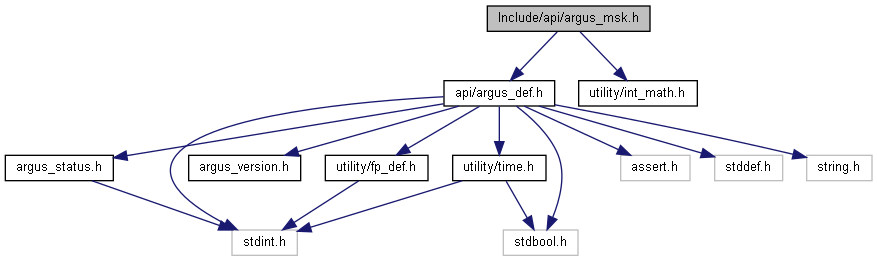 Include/api/argus_msk.h
api/argus_def.h
utility/int_math.h
argus_status.h
argus_version.h
utility/fp_def.h
utility/time.h
assert.h
stddef.h
string.h
stdint.h
stdbool.h